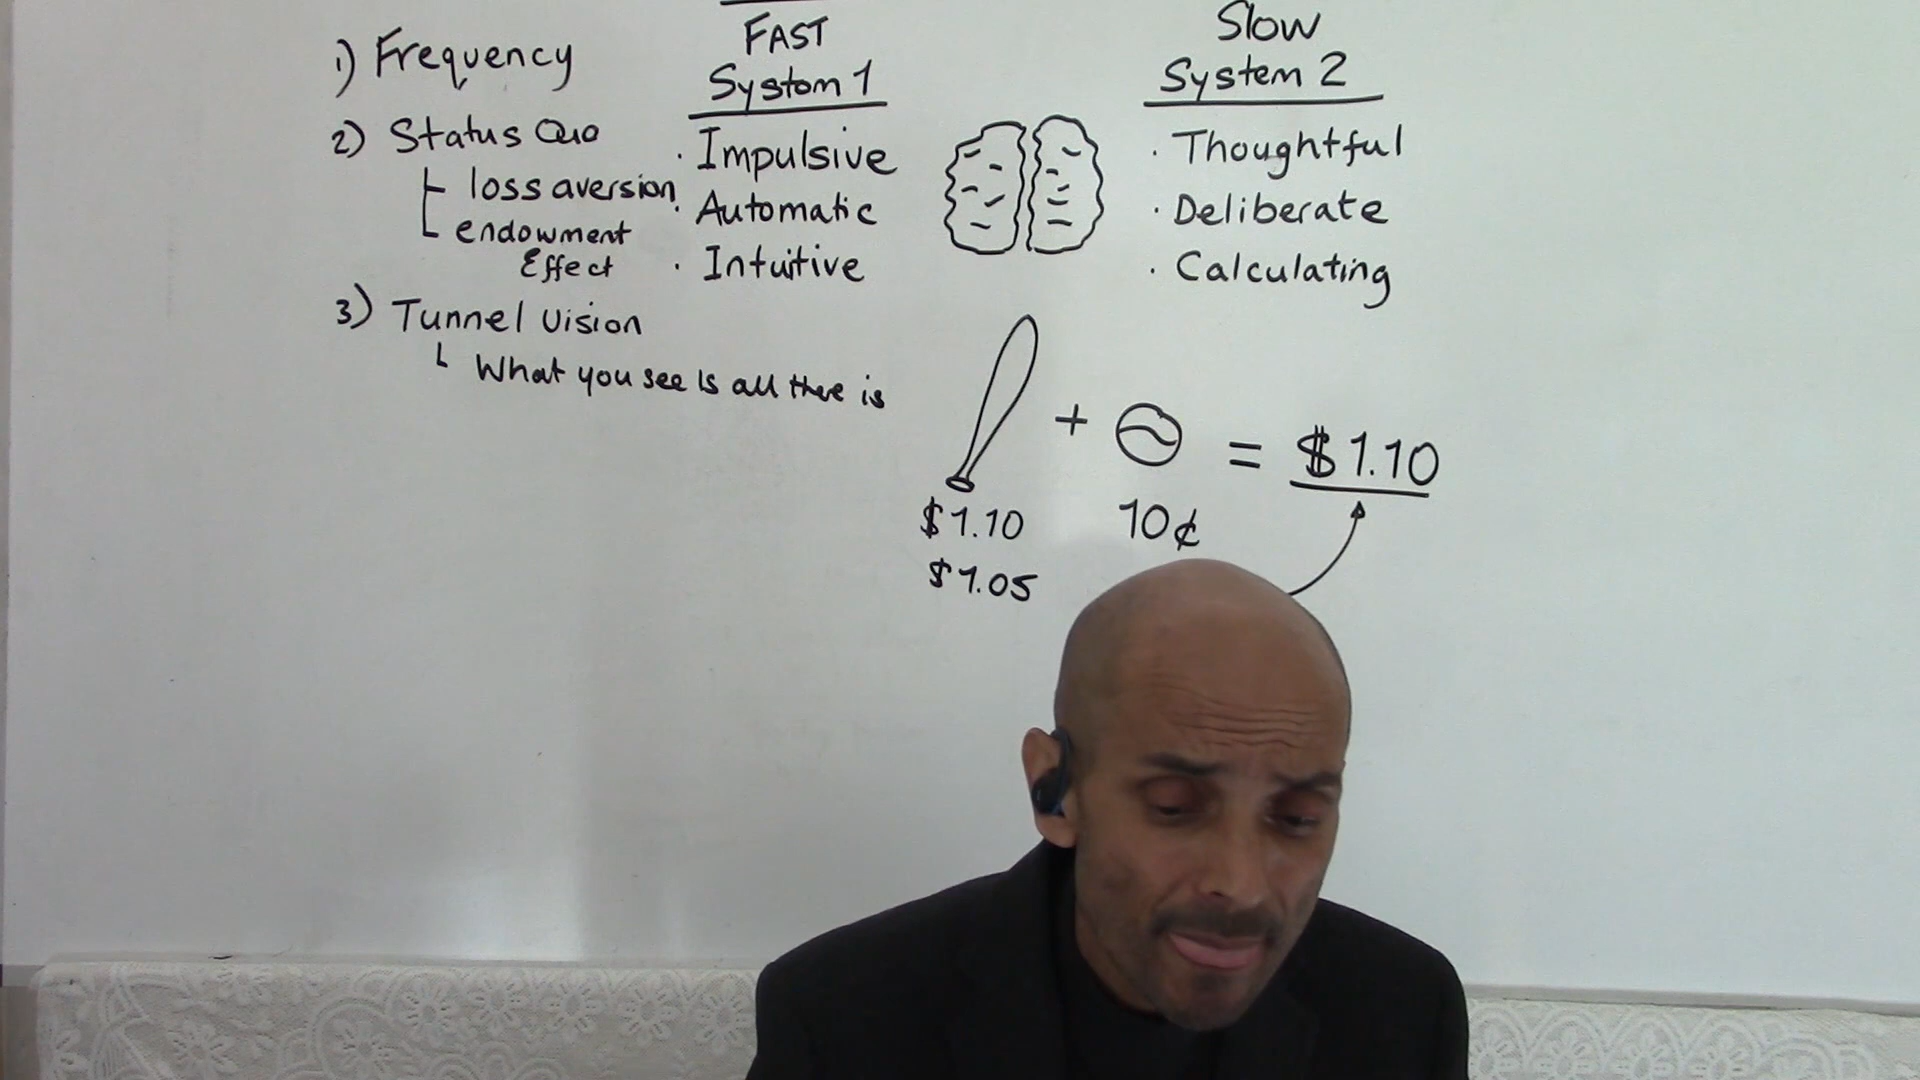 1) Frequency
2) Status Quo
loss aversion
endowment
Effect
3) Tunnel vision
What you see is all there is
FAST
System 1
· Impulsive
· Automatic
· Intuitive
Slow
System 2
· Thoughtful
· Deliberate
· Calculating
+ = $1.10
$1.10 10¢
$1.05